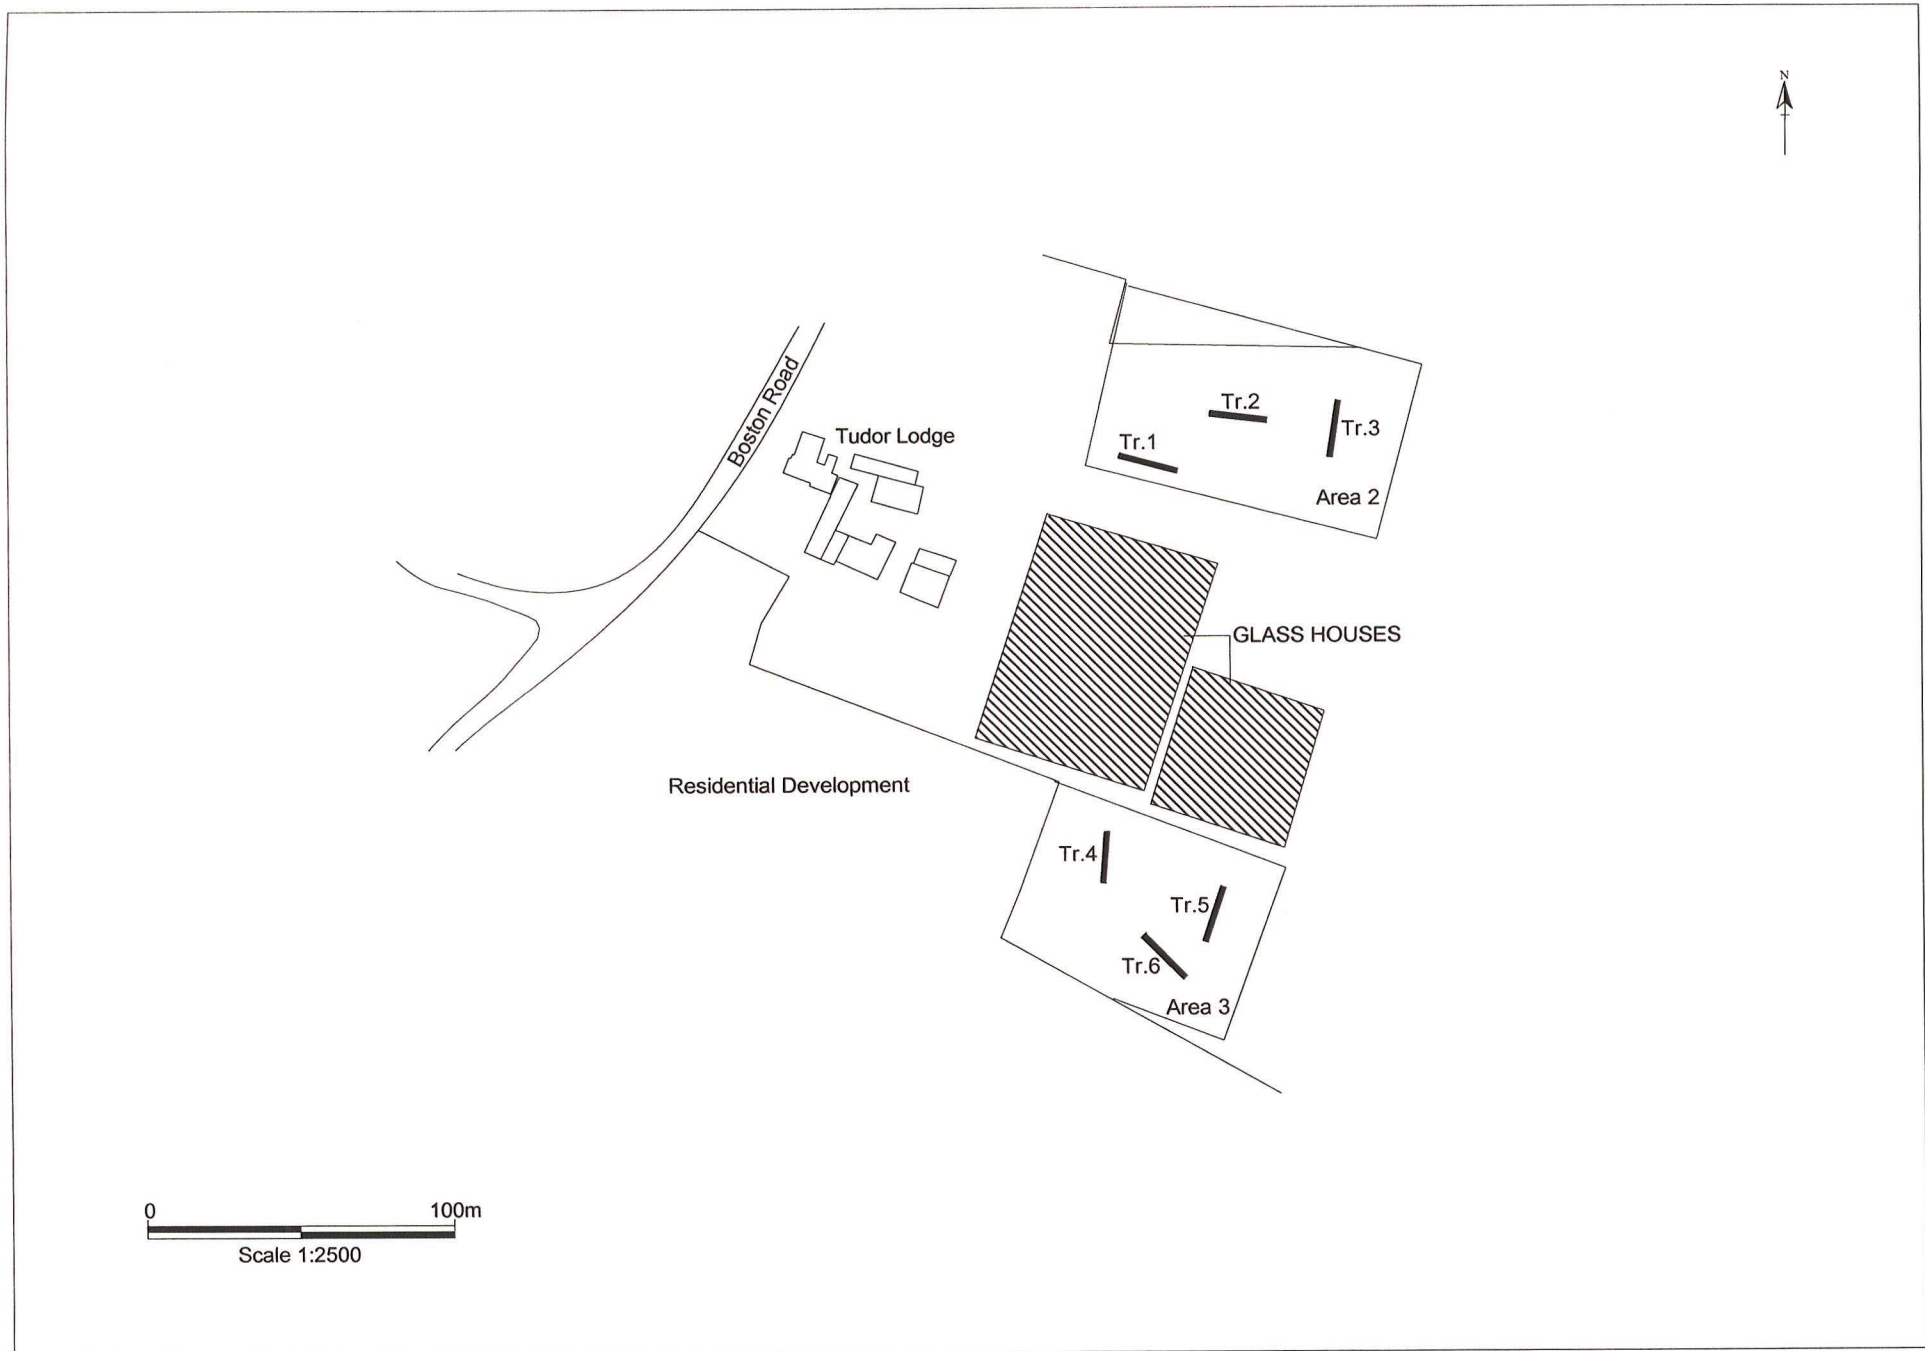 N
Boston Road
Tudor Lodge
Tr.2
Tr.3
Tr.1
Area 2
GLASS HOUSES
Residential Development
Tr.4
Tr.5
Tr.6
Area 3
0 100m
Scale 1:2500